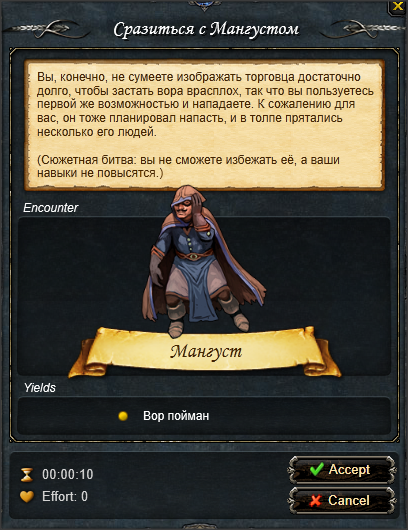 Сразиться с Мангустом
Вы, конечно, не сумеете изображать торговца достаточно
долго, чтобы застать вора врасплох, так что вы пользуетесь
первой же возможностью и нападаете. К сожалению для
вас, он тоже планировал напасть, и в толпе прятались
несколько его людей.
(Сюжетная битва: вы не сможете избежать её, а ваши
навыки не повысятся.)
Encounter
Мангуст
Yields
Вор пойман
00:00:10
Accept
Effort: 0
Cancel